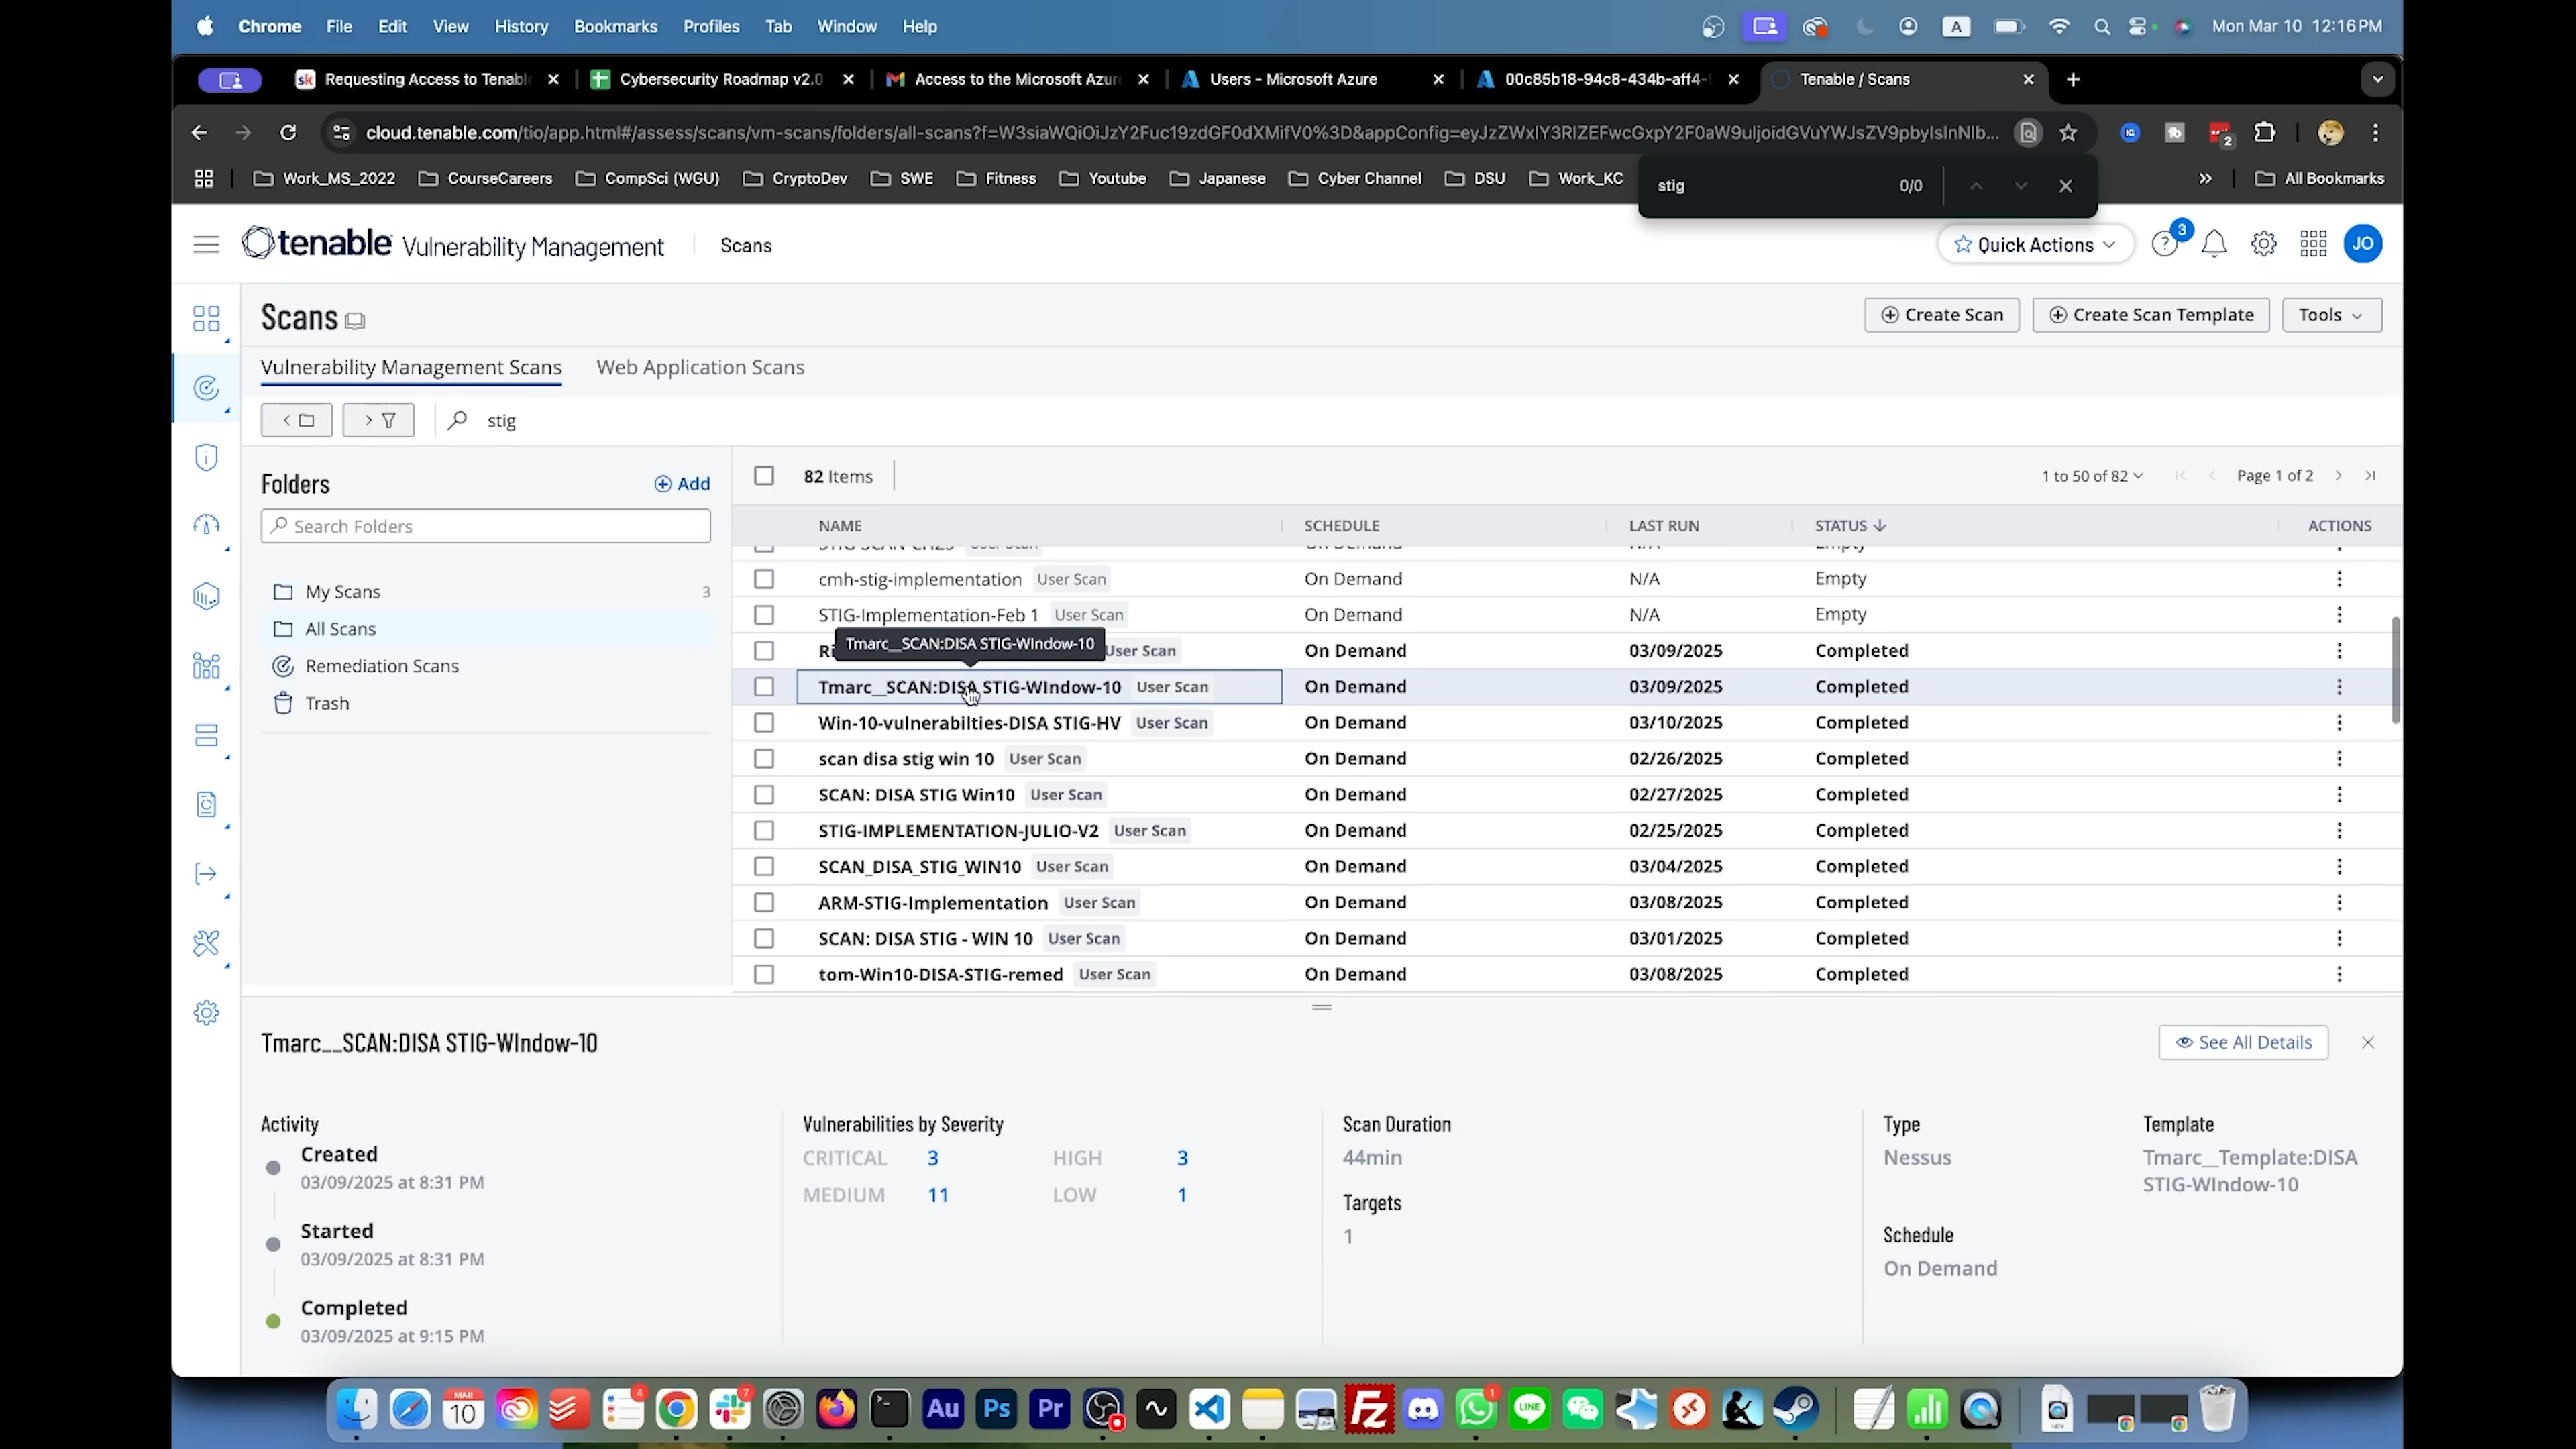 Chrome File Edit View History Bookmarks Profiles Tab Window Help A Mon Mar 10 12:16 PM
sk Requesting Access to Tenabl Cybersecurity Roadmap v2.0 Access to the Microsoft Azur Users - Microsoft Azure 00c85b18-94c8-434b-aff4- Tenable / Scans
Work_MS_2022 CourseCareers CompSci (WGU) CryptoDev SWE Fitness Youtube Japanese Cyber Channel DSU Work_KC All Bookmarks
stig 0/0
tenable Vulnerability Management Scans Quick Actions 3 JO
Scans Create Scan Create Scan Template Tools
Vulnerability Management Scans Web Application Scans
stig
Folders Add
Search Folders
My Scans 3
All Scans
Remediation Scans
Trash
82 Items 1 to 50 of 82 Page 1 of 2
NAME SCHEDULE LAST RUN STATUS ACTIONS
cmh-stig-implementation User Scan On Demand N/A Empty
STIG-Implementation-Feb 1 User Scan On Demand N/A Empty
Tmarc__SCAN:DISA STIG-WIndow-10
Ri User Scan On Demand 03/09/2025 Completed
Tmarc__SCAN:DISA STIG-WIndow-10 User Scan On Demand 03/09/2025 Completed
Win-10-vulnerabilties-DISA STIG-HV User Scan On Demand 03/10/2025 Completed
scan disa stig win 10 User Scan On Demand 02/26/2025 Completed
SCAN: DISA STIG Win10 User Scan On Demand 02/27/2025 Completed
STIG-IMPLEMENTATION-JULIO-V2 User Scan On Demand 02/25/2025 Completed
SCAN_DISA_STIG_WIN10 User Scan On Demand 03/04/2025 Completed
ARM-STIG-Implementation User Scan On Demand 03/08/2025 Completed
SCAN: DISA STIG - WIN 10 User Scan On Demand 03/01/2025 Completed
tom-Win10-DISA-STIG-remed User Scan On Demand 03/08/2025 Completed
Tmarc__SCAN:DISA STIG-WIndow-10 See All Details
Activity
Created
03/09/2025 at 8:31 PM
Started
03/09/2025 at 8:31 PM
Completed
03/09/2025 at 9:15 PM
Vulnerabilities by Severity
CRITICAL 3 HIGH 3
MEDIUM 11 LOW 1
Scan Duration
44min
Targets
1
Type
Nessus
Schedule
On Demand
Template
Tmarc__Template:DISA
STIG-WIndow-10
MAR
10 4 7 Au Ps Pr FZ 1 LINE